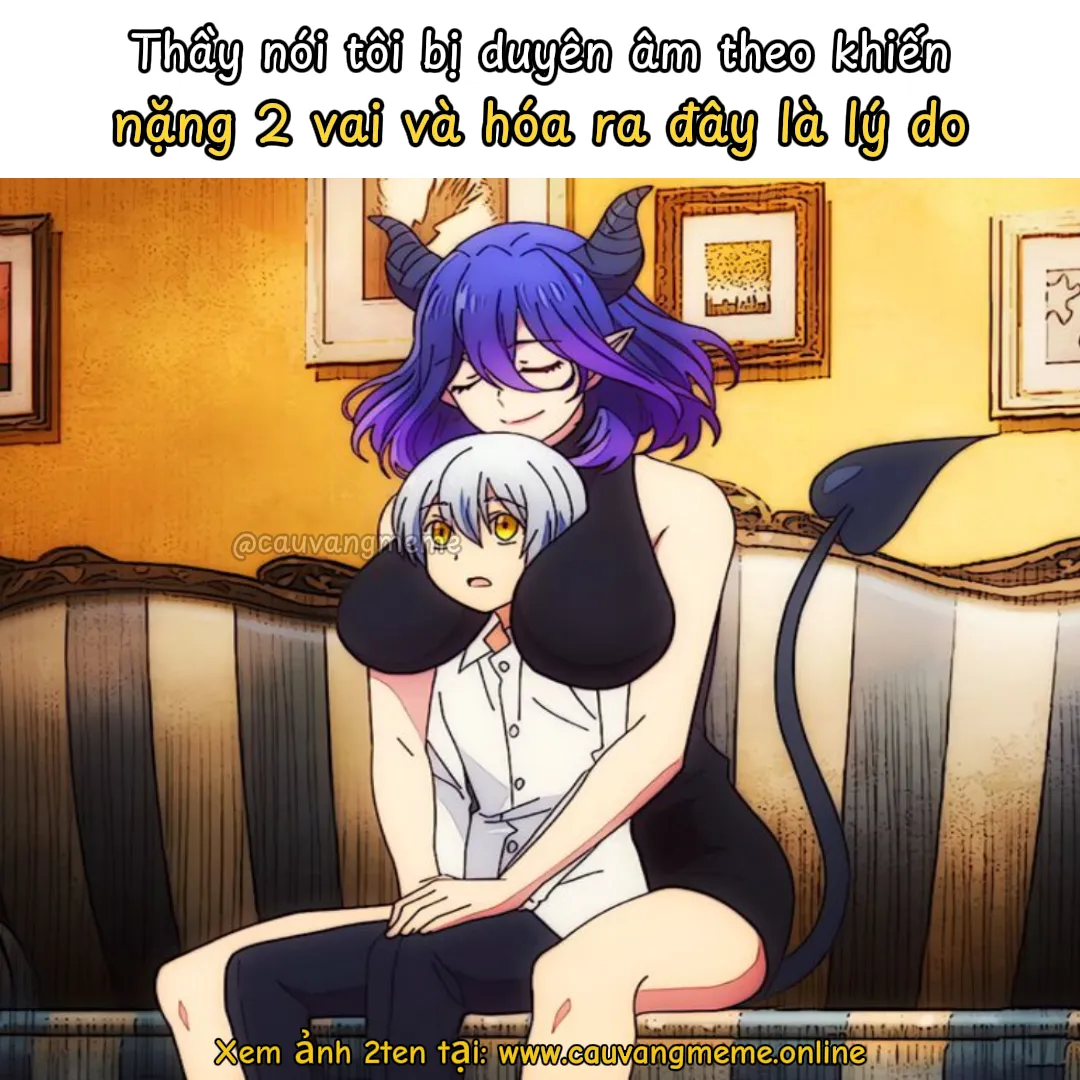 Thầy nói tôi bị duyên âm theo khiến
nặng 2 vai và hóa ra đây là lý do
@cauvangmeme
Xem ảnh 2ten tại: www.cauvangmeme.online